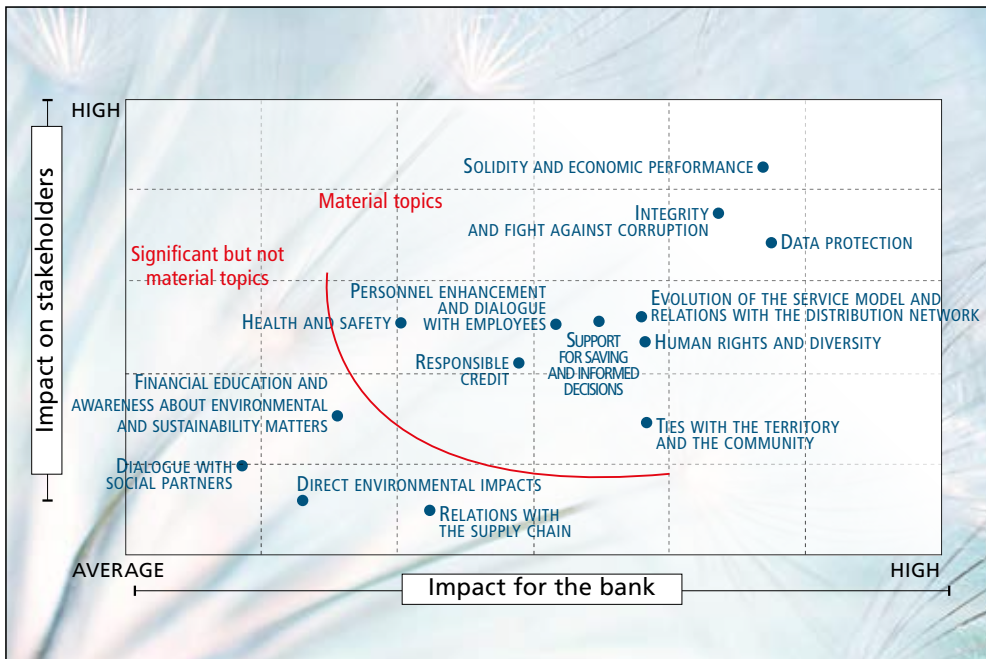 HIGH
Impact on stakeholders
SOLIDITY AND ECONOMIC PERFORMANCE
Material topics
INTEGRITY
AND FIGHT AGAINST CORRUPTION
DATA PROTECTION
Significant but not
material topics
PERSONNEL ENHANCEMENT
AND DIALOGUE
WITH EMPLOYEES
EVOLUTION OF THE SERVICE MODEL AND
RELATIONS WITH THE DISTRIBUTION NETWORK
HEALTH AND SAFETY
SUPPORT
FOR SAVING
AND INFORMED
DECISIONS
HUMAN RIGHTS AND DIVERSITY
RESPONSIBLE
CREDIT
FINANCIAL EDUCATION AND
AWARENESS ABOUT ENVIRONMENTAL
AND SUSTAINABILITY MATTERS
TIES WITH THE TERRITORY
AND THE COMMUNITY
DIALOGUE WITH
SOCIAL PARTNERS
DIRECT ENVIRONMENTAL IMPACTS
RELATIONS WITH
THE SUPPLY CHAIN
AVERAGE
HIGH
Impact for the bank